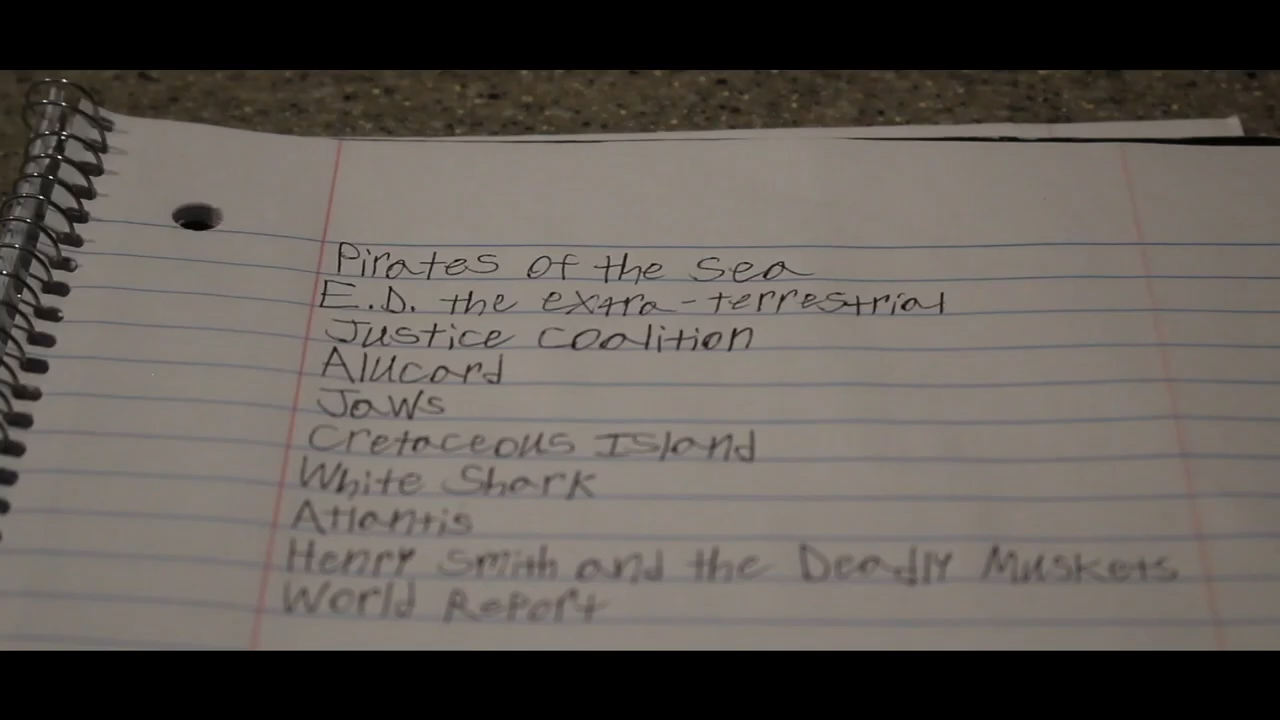 Pirates of the Sea
E.D. the extra-terrestrial
Justice Coalition
Alucard
Jaws
Cretaceous Island
White Shark
Atlantis
Henry Smith and the Deadly Muskets
World Report